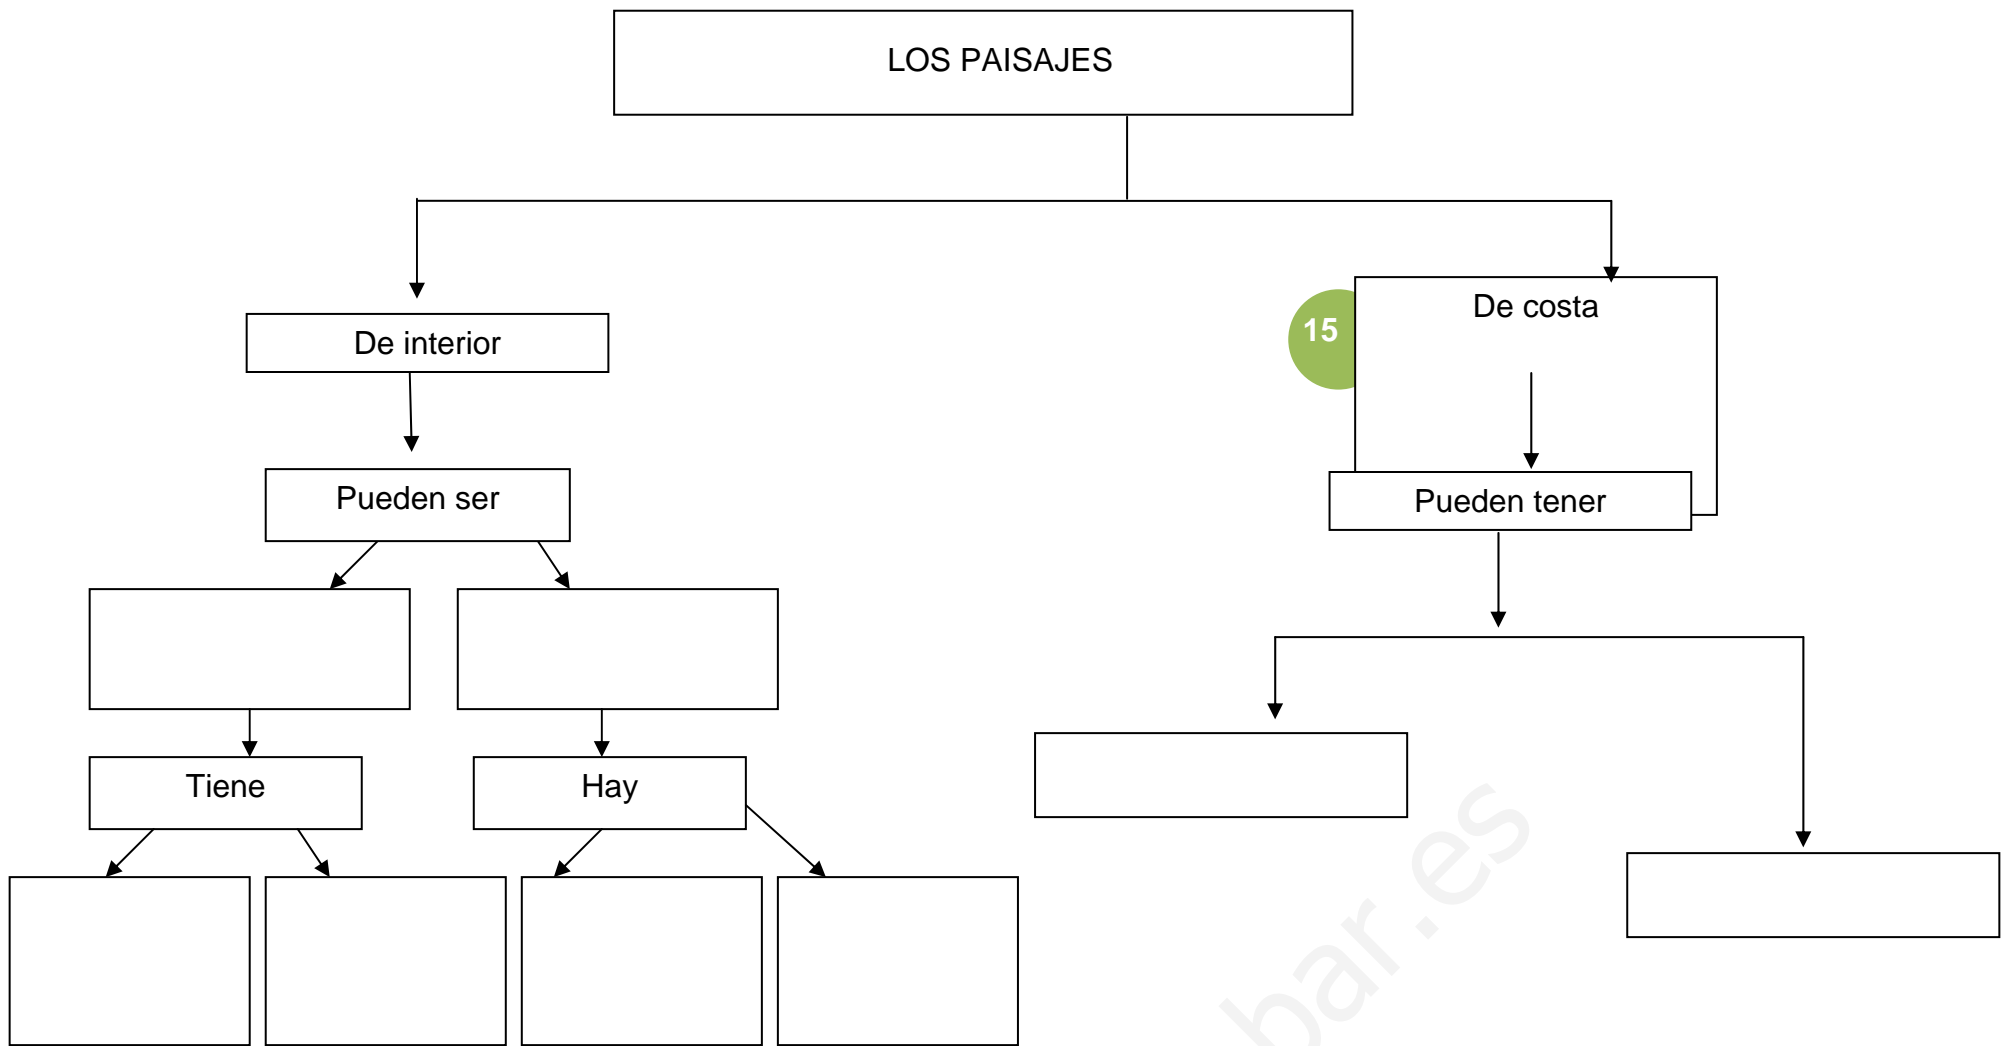 LOS PAISAJES
De interior
De costa
15
Pueden ser
Pueden tener
Tiene
Hay
bar.es